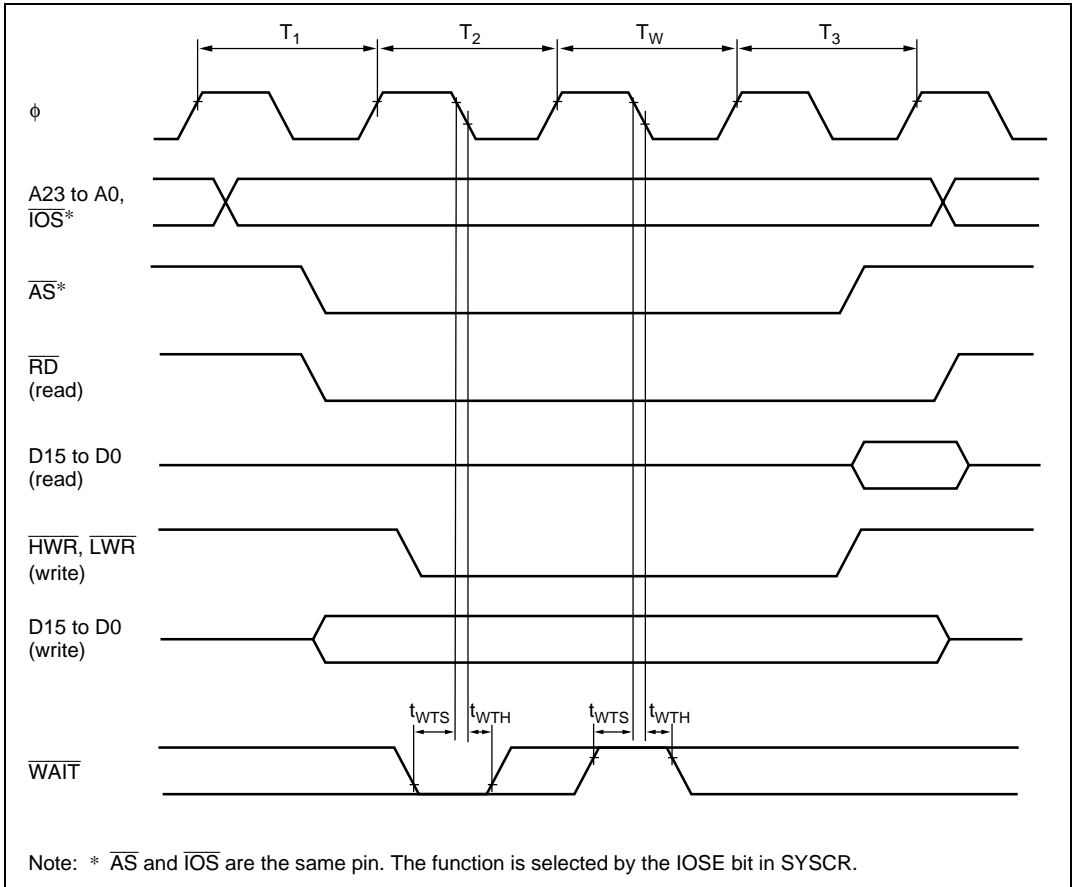 T1 T2 TW T3
ϕ
A23 to A0,
IOS*
AS*
RD
(read)
D15 to D0
(read)
HWR, LWR
(write)
D15 to D0
(write)
tWTS tWTH tWTS tWTH
WAIT
Note: * AS and IOS are the same pin. The function is selected by the IOSE bit in SYSCR.